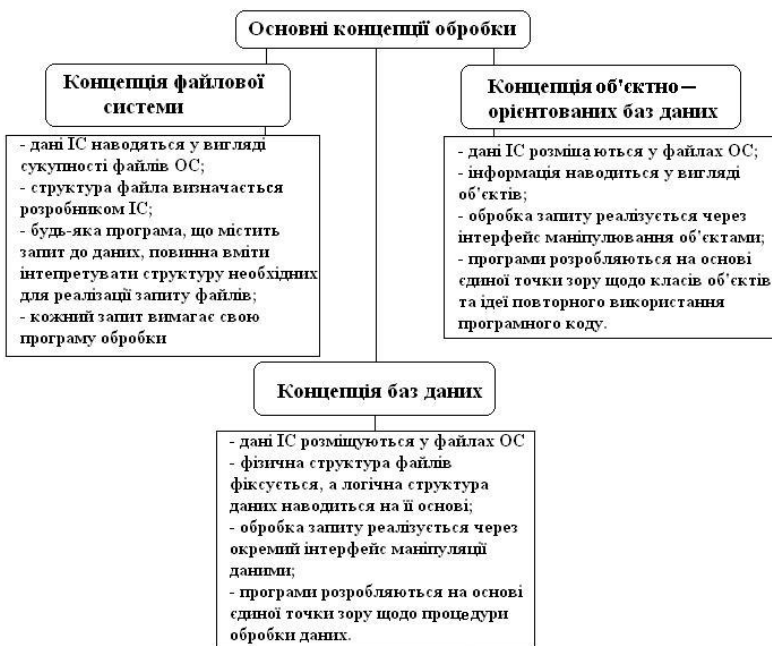 Основні концепції обробки
Концепція файлової
системи
- дані ІС наводяться у вигляді
сукупності файлів ОС;
- структура файла визначається
розробником ІС;
- будь-яка програма, що містить
запит до даних, повинна вміти
інтепретувати структуру необхідних
для реалізації запиту файлів;
- кожний запит вимагає свою
програму обробки
Концепція об'єктно –
орієнтованих баз даних
- дані ІС розміщаються у файлах ОС;
- інформація наводиться у вигляді
об'єктів;
- обробка запиту реалізується через
інтерфейс маніпулювання об'єктами;
- програми розробляються на основі
єдиної точки зору щодо класів об'єктів
та ідеї повторного використання
програмного коду.
Концепція баз даних
- дані ІС розміщуються у файлах ОС
- фізична структура файлів
фіксується, а логічна структура
даних наводиться на її основі;
- обробка запиту реалізується через
окремий інтерфейс маніпуляції
даними;
- програми розробляються на основі
єдиної точки зору щодо процедури
обробки даних.